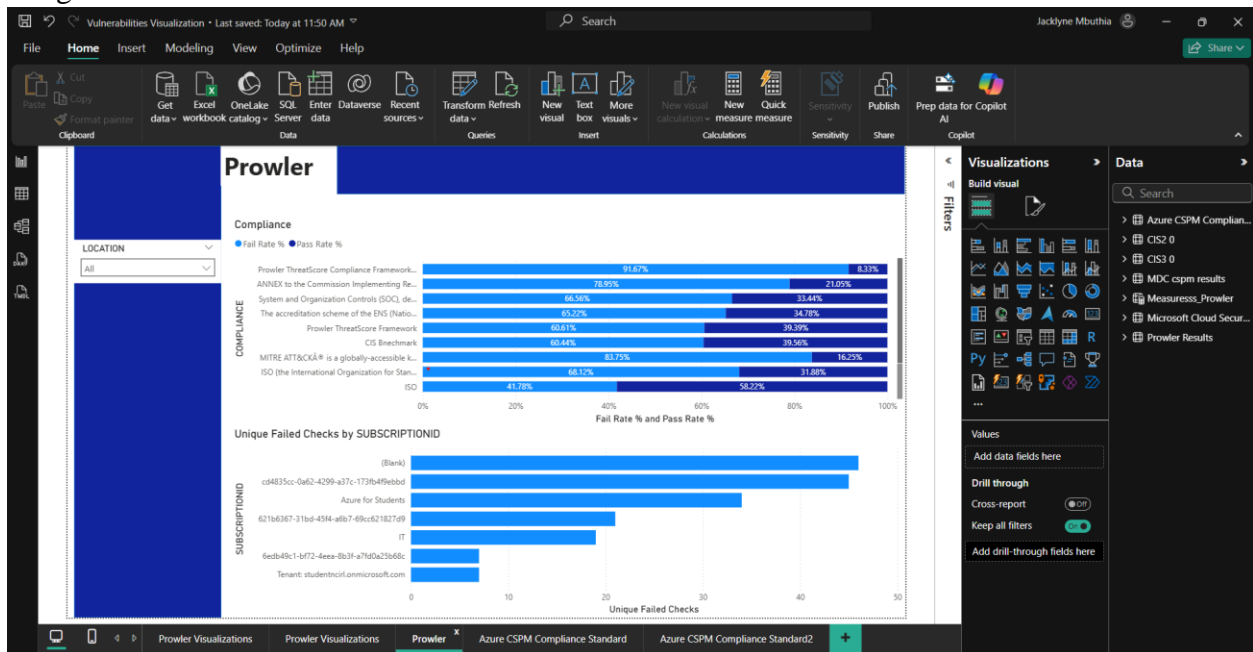 Vulnerabilities Visualization • Last saved: Today at 11:50 AM
Search
Jacklyne Mbuthia
File Home Insert Modeling View Optimize Help
Share
Paste
Cut
Copy
Format painter
Clipboard
Get data
Excel workbook
OneLake catalog
SQL Server
Enter data
Dataverse
Recent sources
Data
Transform data
Refresh
Queries
New visual
Text box
More visuals
Insert
New visual calculation
New measure
Quick measure
Calculations
Sensitivity
Sensitivity
Publish
Share
Prep data for AI
Copilot
Copilot
Prowler
LOCATION
All
Compliance
Fail Rate % Pass Rate %
COMPLIANCE
Prowler ThreatScore Compliance Framework... 91.67% 8.33%
ANNEX to the Commission Implementing Re... 78.95% 21.05%
System and Organization Controls (SOC), de... 66.56% 33.44%
The accreditation scheme of the ENS (Natio... 65.22% 34.78%
Prowler ThreatScore Framework 60.61% 39.39%
CIS Bnechmark 60.44% 39.56%
MITRE ATT&CKÂ® is a globally-accessible k... 83.75% 16.25%
ISO (the International Organization for Stan... 68.12% 31.88%
ISO 41.78% 58.22%
0% 20% 40% 60% 80% 100%
Fail Rate % and Pass Rate %
Unique Failed Checks by SUBSCRIPTIONID
SUBSCRIPTIONID
(Blank)
cd4835cc-0a62-4299-a37c-173fb4f9ebbd
Azure for Students
621b6367-31bd-45f4-a6b7-69cc621827d9
IT
6edb49c1-bf72-4eea-8b3f-a7fd0a25b68c
Tenant: studentncirl.onmicrosoft.com
0 10 20 30 40 50
Unique Failed Checks
Filters
Visualizations
Build visual
R
Py
...
Values
Add data fields here
Drill through
Cross-report Off
Keep all filters On
Add drill-through fields here
Data
Search
Azure CSPM Complian...
CIS2 0
CIS3 0
MDC cspm results
Measuresss_Prowler
Microsoft Cloud Secur...
Prowler Results
Prowler Visualizations
Prowler Visualizations
Prowler
Azure CSPM Compliance Standard
Azure CSPM Compliance Standard2